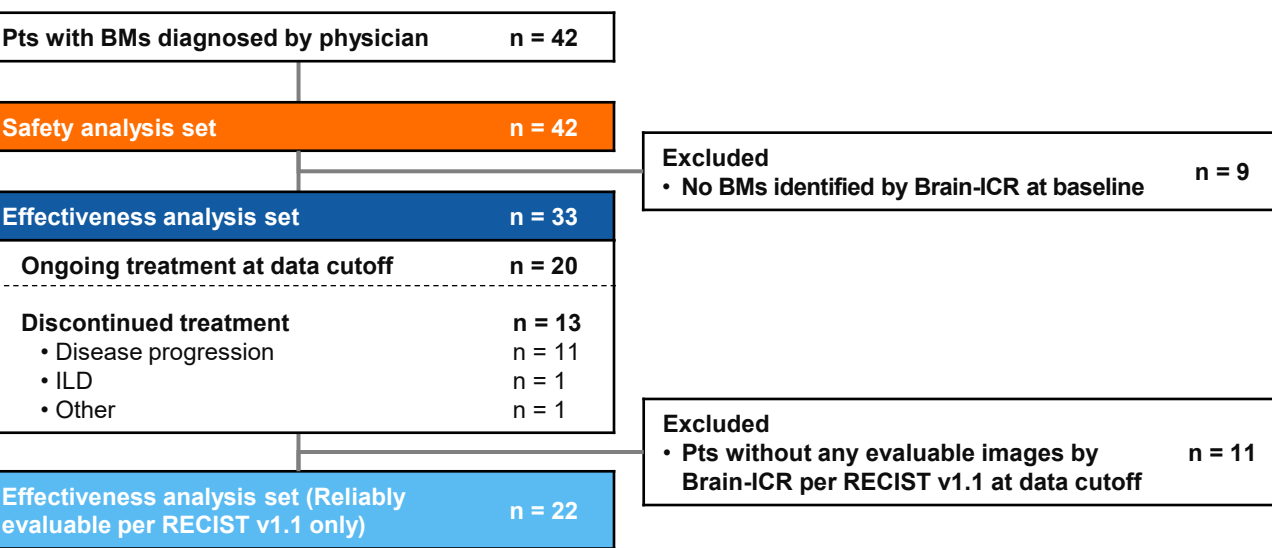 Pts with BMs diagnosed by physician n = 42
Safety analysis set n = 42
Excluded
• No BMs identified by Brain-ICR at baseline n = 9
Effectiveness analysis set n = 33
Ongoing treatment at data cutoff n = 20
Discontinued treatment n = 13
• Disease progression n = 11
• ILD n = 1
• Other n = 1
Excluded
• Pts without any evaluable images by n = 11
Brain-ICR per RECIST v1.1 at data cutoff
Effectiveness analysis set (Reliably
evaluable per RECIST v1.1 only) n = 22